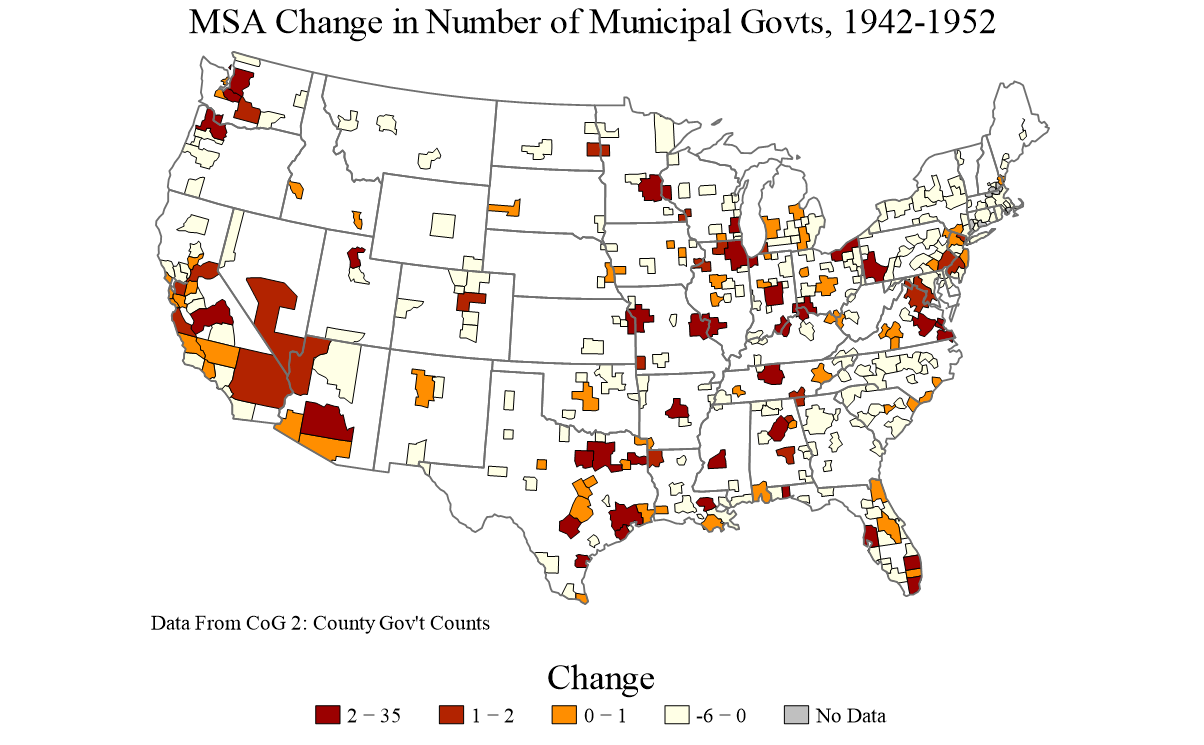 MSA Change in Number of Municipal Govts, 1942-1952
Data From CoG 2: County Gov't Counts
Change
2 − 35
1 − 2
0 − 1
-6 − 0
No Data